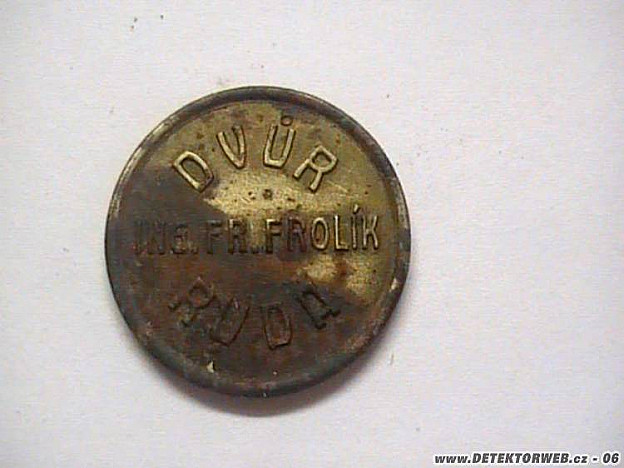 DVŮR
ING.FR.FROLÍK
RUDA
www.DETEKTORWEB.cz - 06